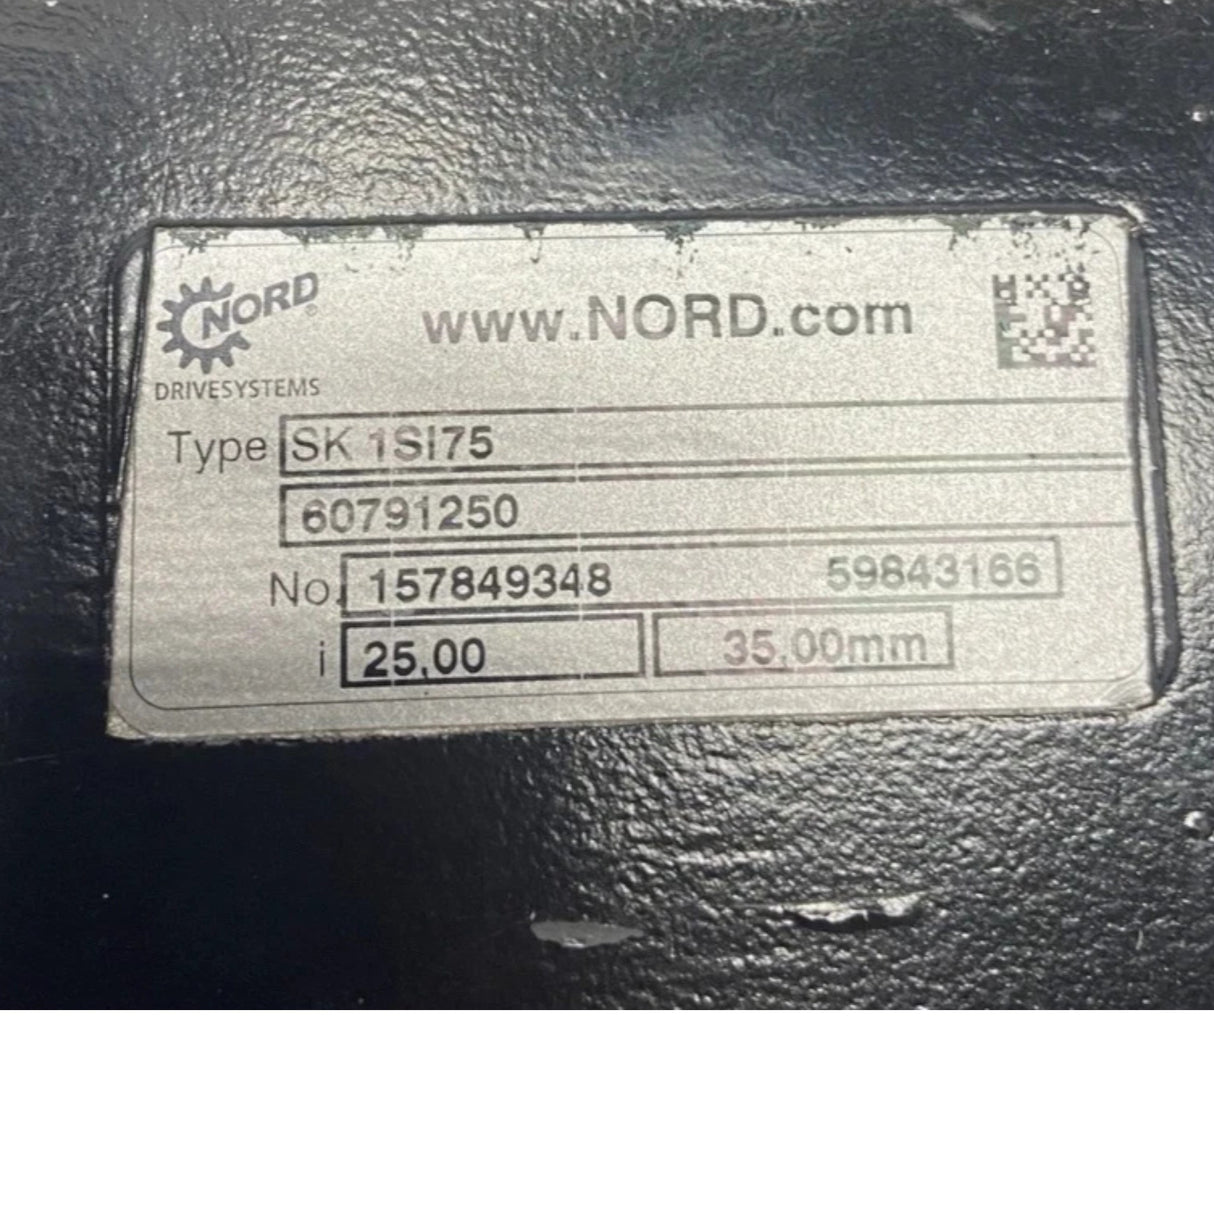 NORD®
DRIVESYSTEMS
www.NORD.com
Type SK 1SI75
60791250
No. 157849348 59843166
i 25,00 35,00mm